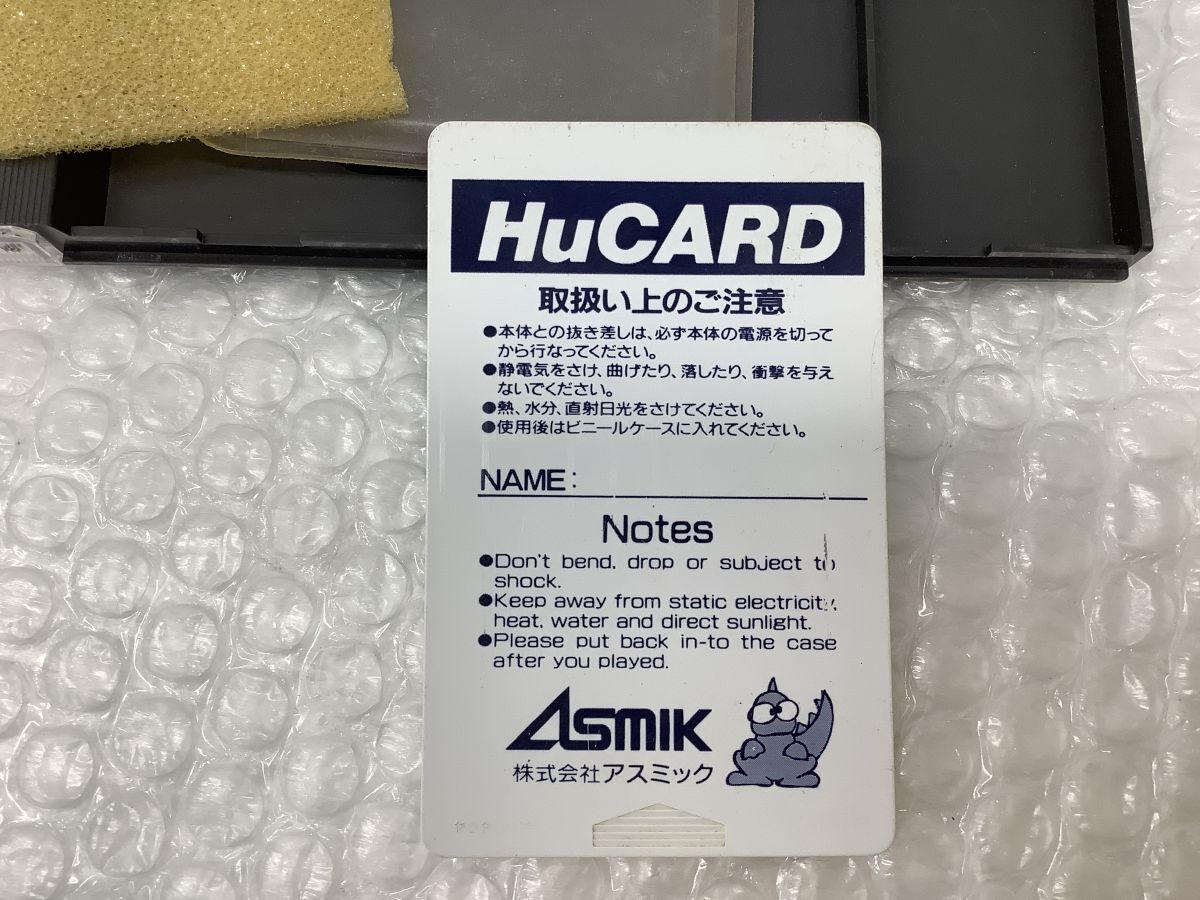 HuCARD
取扱い上のご注意
●本体との抜き差しは、必ず本体の電源を切って
から行なってください。
●静電気をさけ、曲げたり、落したり、衝撃を与え
ないでください。
●熱、水分、直射日光をさけてください。
●使用後はビニールケースに入れてください。
NAME:
Notes
●Don't bend, drop or subject to
shock.
●Keep away from static electricity,
heat, water and direct sunlight.
●Please put back in-to the case
after you played.
ASMIK
株式会社アスミック